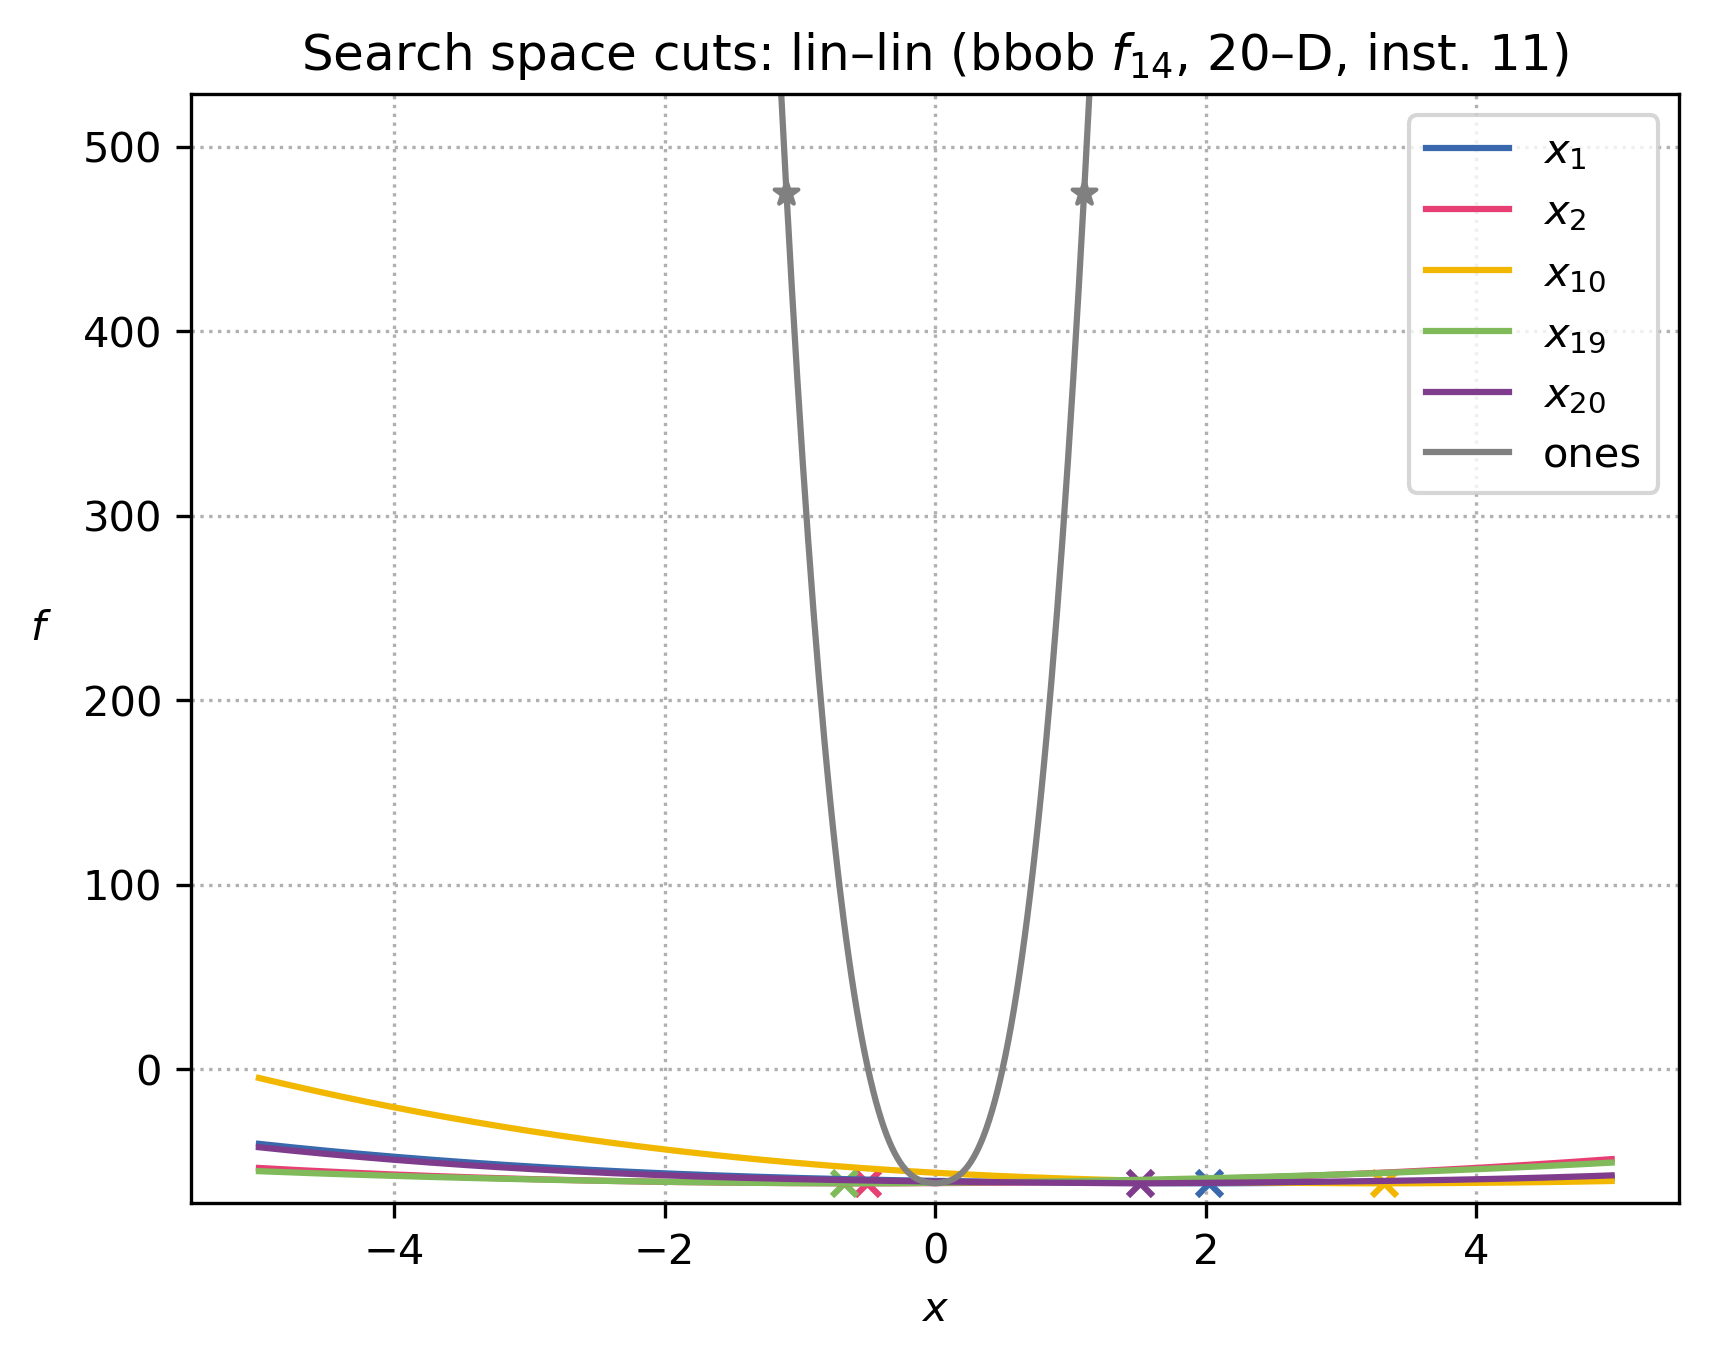 Search space cuts: lin–lin (bbob f14, 20–D, inst. 11)
500
400
300
200
100
0
f
−4
−2
0
2
4
x
x1
x2
x10
x19
x20
ones